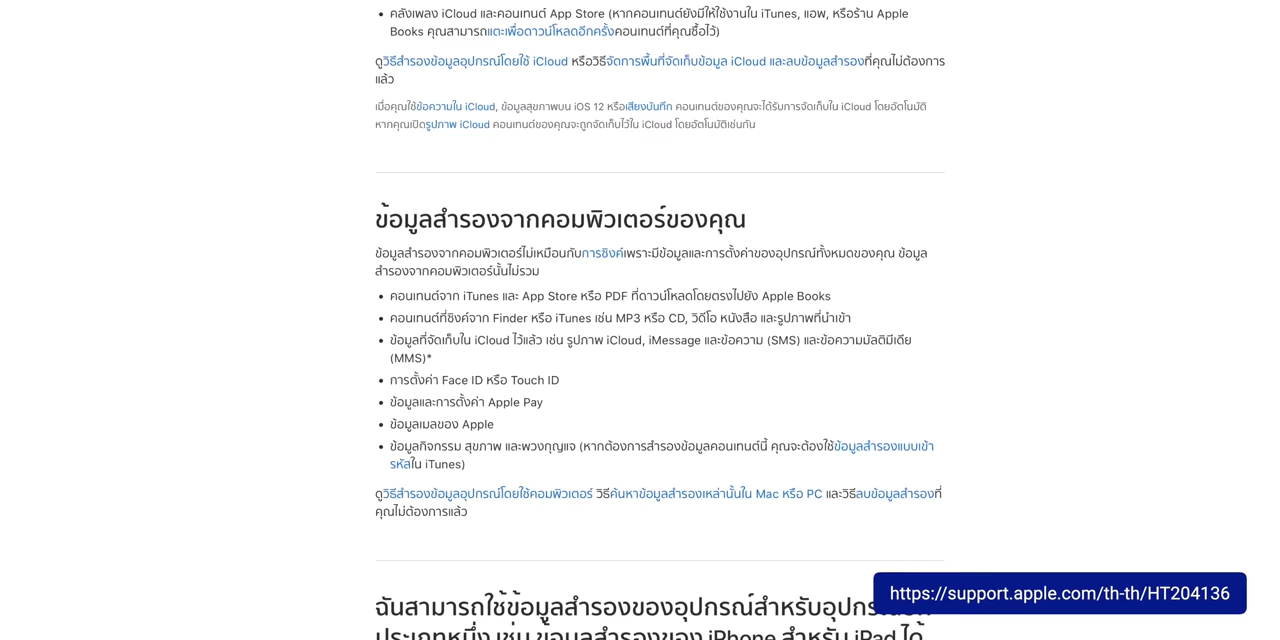 • คลังเพลง iCloud และคอนเทนต์ App Store (หากคอนเทนต์ยังมีให้ใช้งานใน iTunes, แอพ, หรือร้าน Apple
Books คุณสามารถแตะเพื่อดาวน์โหลดอีกครั้งคอนเทนต์ที่คุณซื้อไว้)
ดูวิธีสำรองข้อมูลอุปกรณ์โดยใช้ iCloud หรือวิธีจัดการพื้นที่จัดเก็บข้อมูล iCloud และลบข้อมูลสำรองที่คุณไม่ต้องการ
แล้ว
เมื่อคุณใช้ข้อความใน iCloud, ข้อมูลสุขภาพบน iOS 12 หรือเสียงบันทึก คอนเทนต์ของคุณจะได้รับการจัดเก็บใน iCloud โดยอัตโนมัติ
หากคุณเปิดรูปภาพ iCloud คอนเทนต์ของคุณจะถูกจัดเก็บไว้ใน iCloud โดยอัตโนมัติเช่นกัน
ข้อมูลสำรองจากคอมพิวเตอร์ของคุณ
ข้อมูลสำรองจากคอมพิวเตอร์ไม่เหมือนกับการซิงค์เพราะมีข้อมูลและการตั้งค่าของอุปกรณ์ทั้งหมดของคุณ ข้อมูล
สำรองจากคอมพิวเตอร์นั้นไม่รวม
• คอนเทนต์จาก iTunes และ App Store หรือ PDF ที่ดาวน์โหลดโดยตรงไปยัง Apple Books
• คอนเทนต์ที่ซิงค์จาก Finder หรือ iTunes เช่น MP3 หรือ CD, วิดีโอ หนังสือ และรูปภาพที่นำเข้า
• ข้อมูลที่จัดเก็บใน iCloud ไว้แล้ว เช่น รูปภาพ iCloud, iMessage และข้อความ (SMS) และข้อความมัลติมีเดีย
(MMS)*
• การตั้งค่า Face ID หรือ Touch ID
• ข้อมูลและการตั้งค่า Apple Pay
• ข้อมูลเมลของ Apple
• ข้อมูลกิจกรรม สุขภาพ และพวงกุญแจ (หากต้องการสำรองข้อมูลคอนเทนต์นี้ คุณจะต้องใช้ข้อมูลสำรองแบบเข้า
รหัสใน iTunes)
ดูวิธีสำรองข้อมูลอุปกรณ์โดยใช้คอมพิวเตอร์ วิธีค้นหาข้อมูลสำรองเหล่านั้นใน Mac หรือ PC และวิธีลบข้อมูลสำรองที่
คุณไม่ต้องการแล้ว
ฉันสามารถใช้ข้อมูลสำรองของอุปกรณ์สำหรับ
ประเภทหนึ่ง เช่น ข้อมูลสำรองของ iPhone สำหรับ iPad ได้
https://support.apple.com/th-th/HT204136